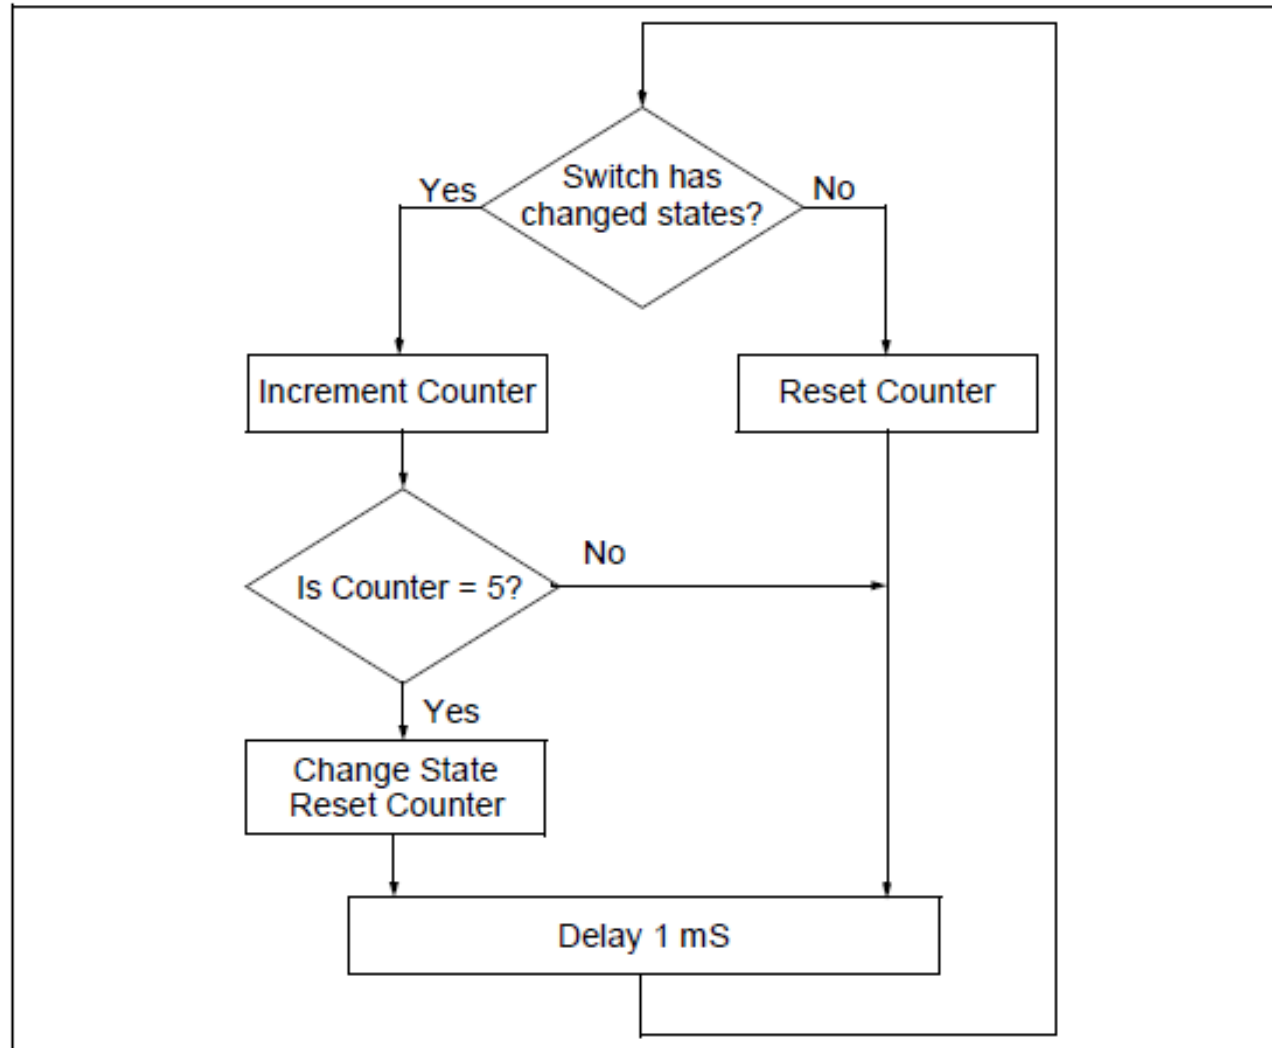 Switch has
changed states?
Yes
No
Increment Counter
Reset Counter
Is Counter = 5?
No
Yes
Change State
Reset Counter
Delay 1 mS